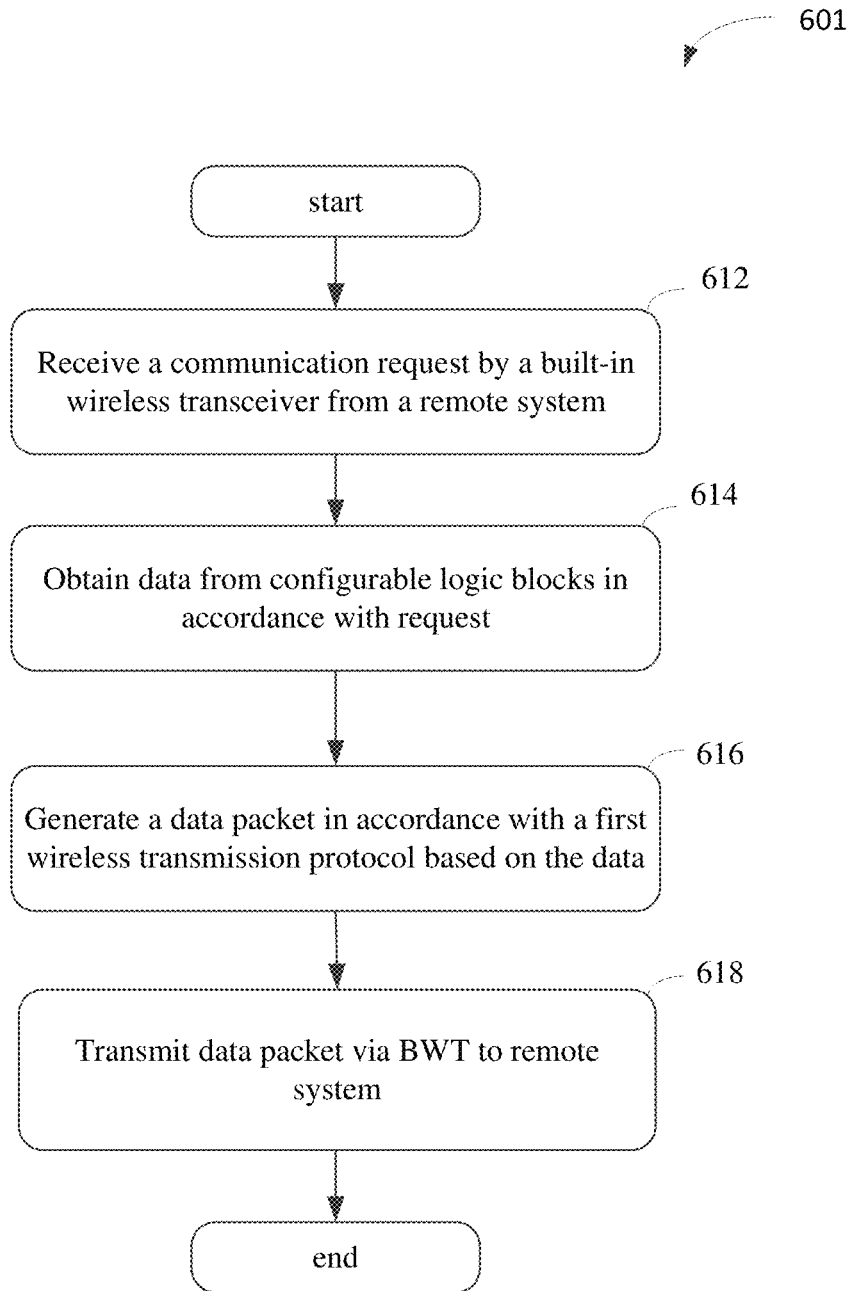 601
start
612
Receive a communication request by a built-in
wireless transceiver from a remote system
614
Obtain data from configurable logic blocks in
accordance with request
616
Generate a data packet in accordance with a first
wireless transmission protocol based on the data
618
Transmit data packet via BWT to remote
system
end